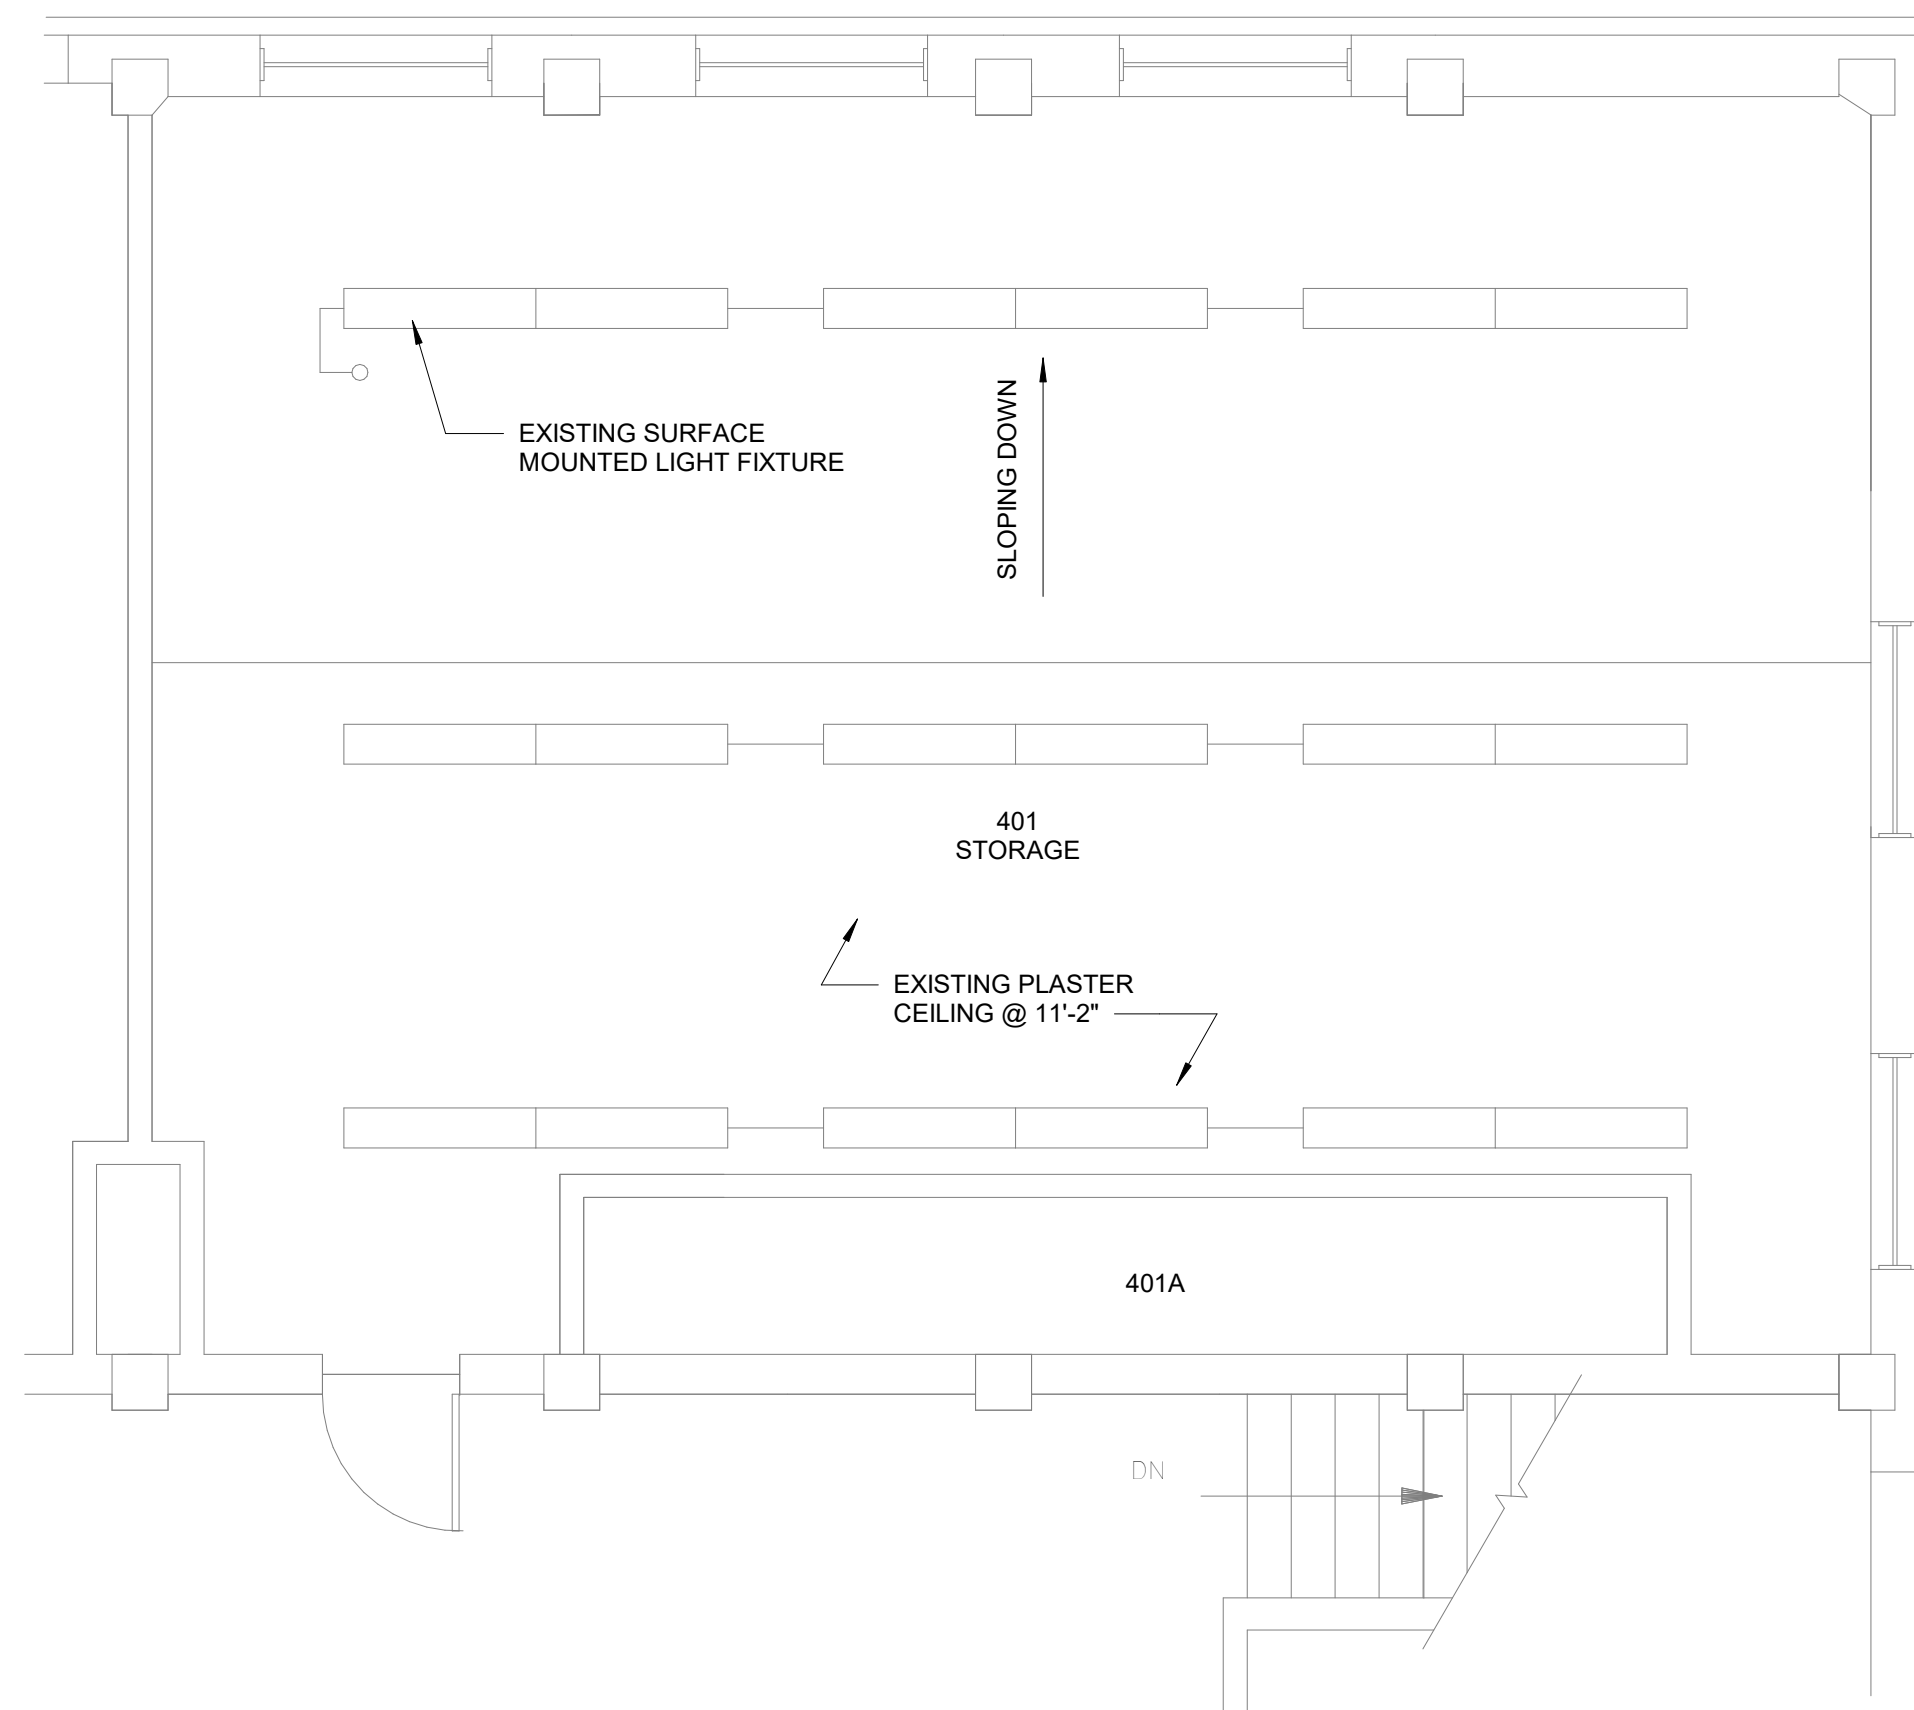 EXISTING SURFACE
MOUNTED LIGHT FIXTURE
SLOPING DOWN
401
STORAGE
EXISTING PLASTER
CEILING @ 11'-2"
401A
DN